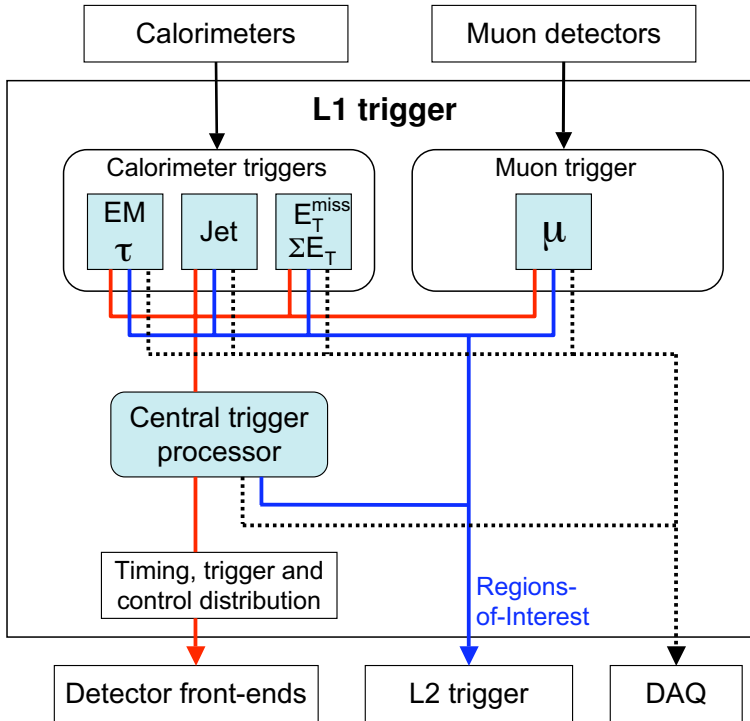 Calorimeters
Muon detectors
L1 trigger
Calorimeter triggers
Muon trigger
EM
τ
Jet
E_T^miss
ΣE_T
μ
Central trigger
processor
Timing, trigger and
control distribution
Regions-
of-Interest
Detector front-ends
L2 trigger
DAQ